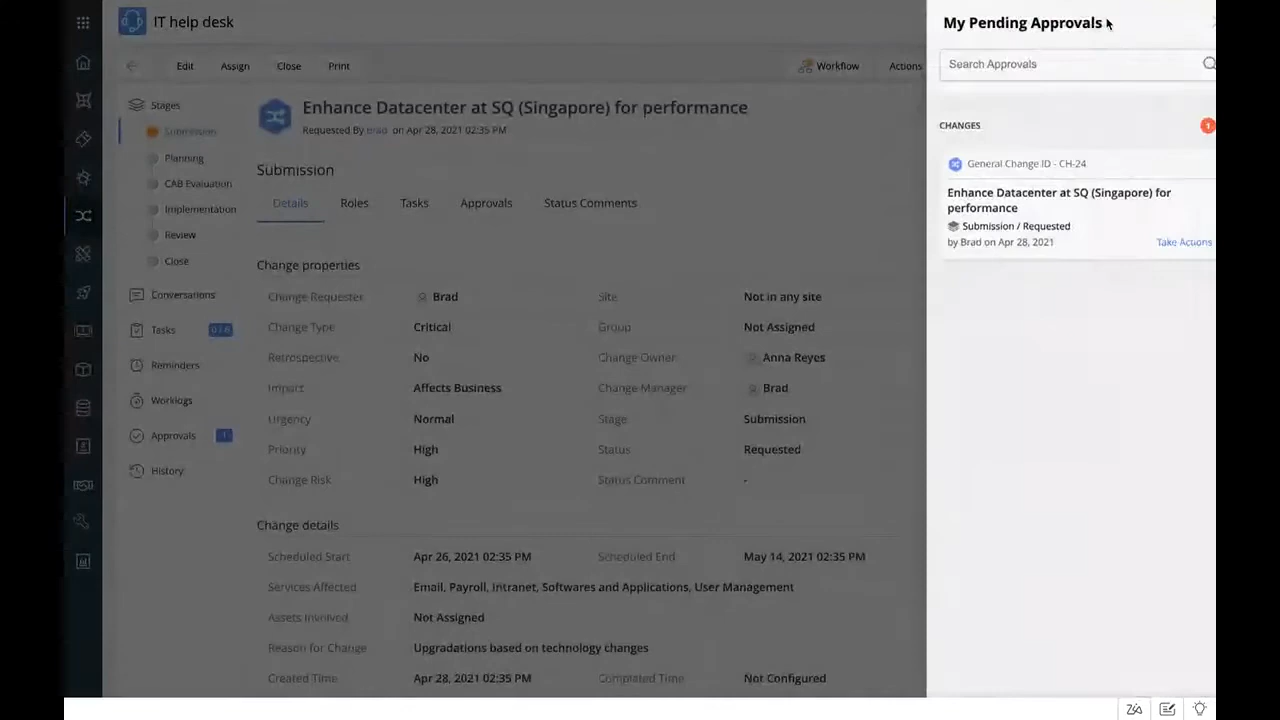 IT help desk
Edit Assign Close Print Workflow Actions
Stages
Submission
Planning
CAB Evaluation
Implementation
Review
Close
Conversations
Tasks 0 / 6
Reminders
Worklogs
Approvals 1
History
Enhance Datacenter at SQ (Singapore) for performance
Requested By brad on Apr 28, 2021 02:35 PM
Submission
Details Roles Tasks Approvals Status Comments
Change properties
Change Requester Brad Site Not in any site
Change Type Critical Group Not Assigned
Retrospective No Change Owner Anna Reyes
Impact Affects Business Change Manager Brad
Urgency Normal Stage Submission
Priority High Status Requested
Change Risk High Status Comment -
Change details
Scheduled Start Apr 26, 2021 02:35 PM Scheduled End May 14, 2021 02:35 PM
Services Affected Email, Payroll, Intranet, Softwares and Applications, User Management
Assets Involved Not Assigned
Reason for Change Upgradations based on technology changes
Created Time Apr 28, 2021 02:35 PM Completed Time Not Configured
My Pending Approvals
Search Approvals
CHANGES 1
General Change ID - CH-24
Enhance Datacenter at SQ (Singapore) for
performance
Submission / Requested
by Brad on Apr 28, 2021 Take Actions